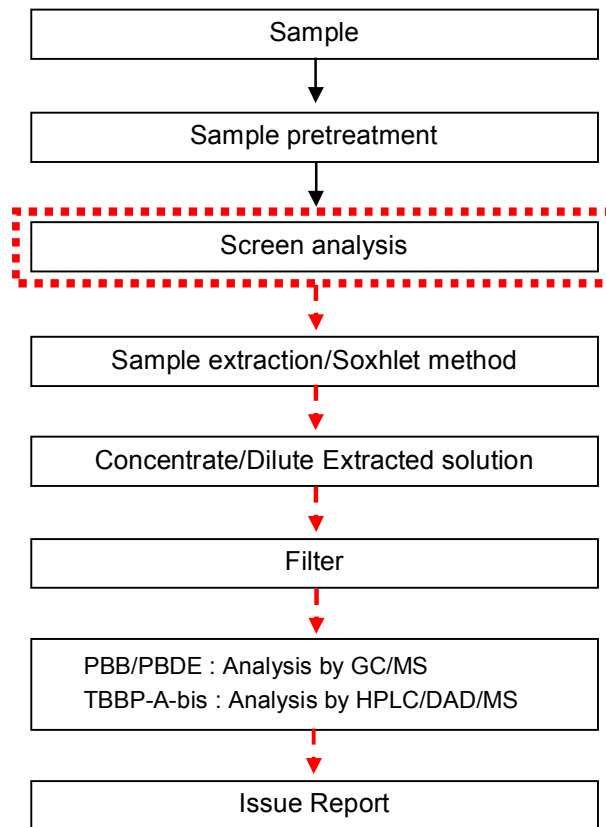 Sample
Sample pretreatment
Screen analysis
Sample extraction/Soxhlet method
Concentrate/Dilute Extracted solution
Filter
PBB/PBDE : Analysis by GC/MS
TBBP-A-bis : Analysis by HPLC/DAD/MS
Issue Report